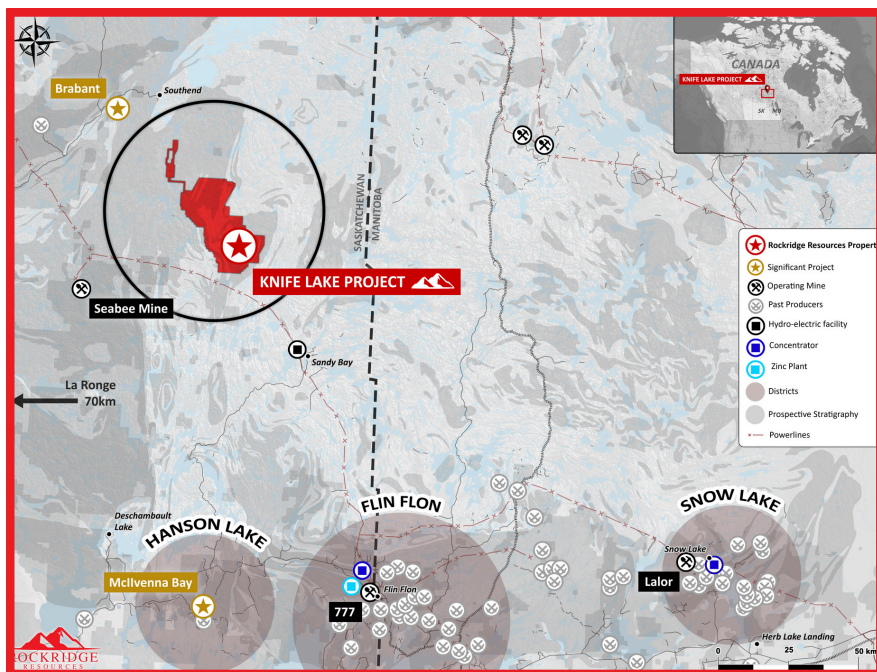 Brabant
Southend
CANADA
KNIFE LAKE PROJECT
SK
MB
SASKATCHEWAN
MANITOBA
KNIFE LAKE PROJECT
Seabee Mine
Sandy Bay
La Ronge
70km
Rockridge Resources Propert
Significant Project
Operating Mine
Past Producers
Hydro-electric facility
Concentrator
Zinc Plant
Districts
Prospective Stratigraphy
Powerlines
Deschambault
Lake
HANSON LAKE
FLIN FLON
SNOW LAKE
McIlvenna Bay
777
Flin Flon
Snow Lake
Lalor
Herb Lake Landing
0 25 50 km
ROCKRIDGE
RESOURCES